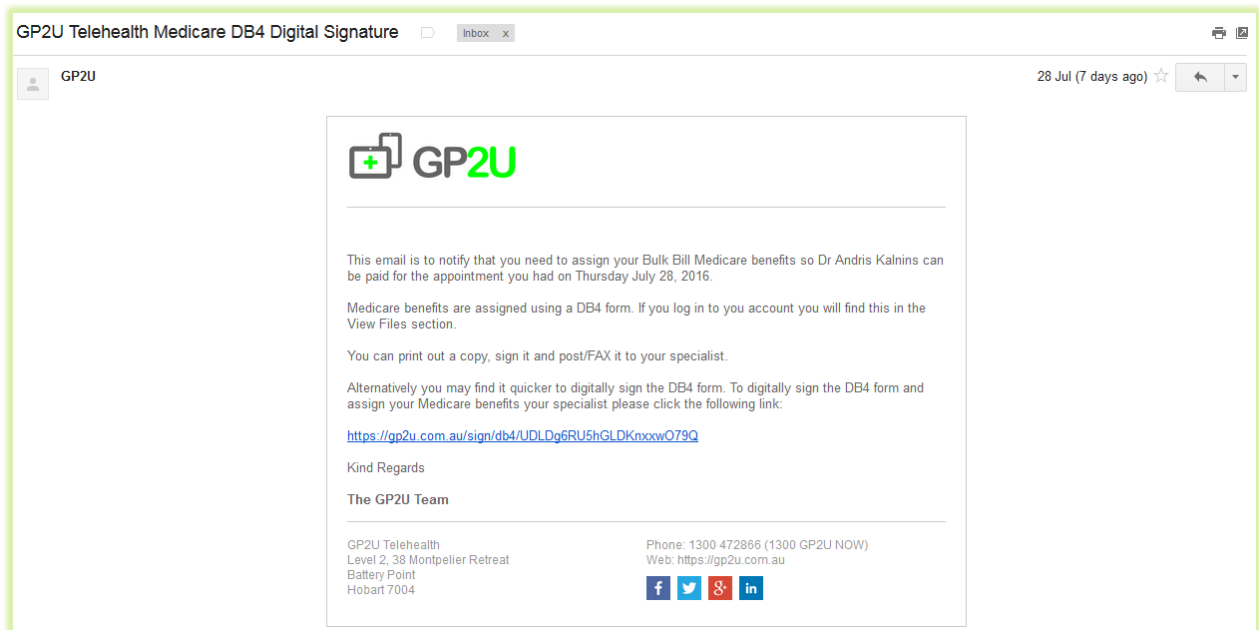 GP2U Telehealth Medicare DB4 Digital Signature
Inbox x
GP2U
28 Jul (7 days ago)
GP2U
This email is to notify that you need to assign your Bulk Bill Medicare benefits so Dr Andris Kalnins can
be paid for the appointment you had on Thursday July 28, 2016.
Medicare benefits are assigned using a DB4 form. If you log in to you account you will find this in the
View Files section.
You can print out a copy, sign it and post/FAX it to your specialist.
Alternatively you may find it quicker to digitally sign the DB4 form. To digitally sign the DB4 form and
assign your Medicare benefits your specialist please click the following link:
https://gp2u.com.au/sign/db4/UDLDg6RU5hGLDKnxxwO79Q
Kind Regards
The GP2U Team
GP2U Telehealth
Level 2, 38 Montpelier Retreat
Battery Point
Hobart 7004
Phone: 1300 472866 (1300 GP2U NOW)
Web: https://gp2u.com.au
f
8+
in